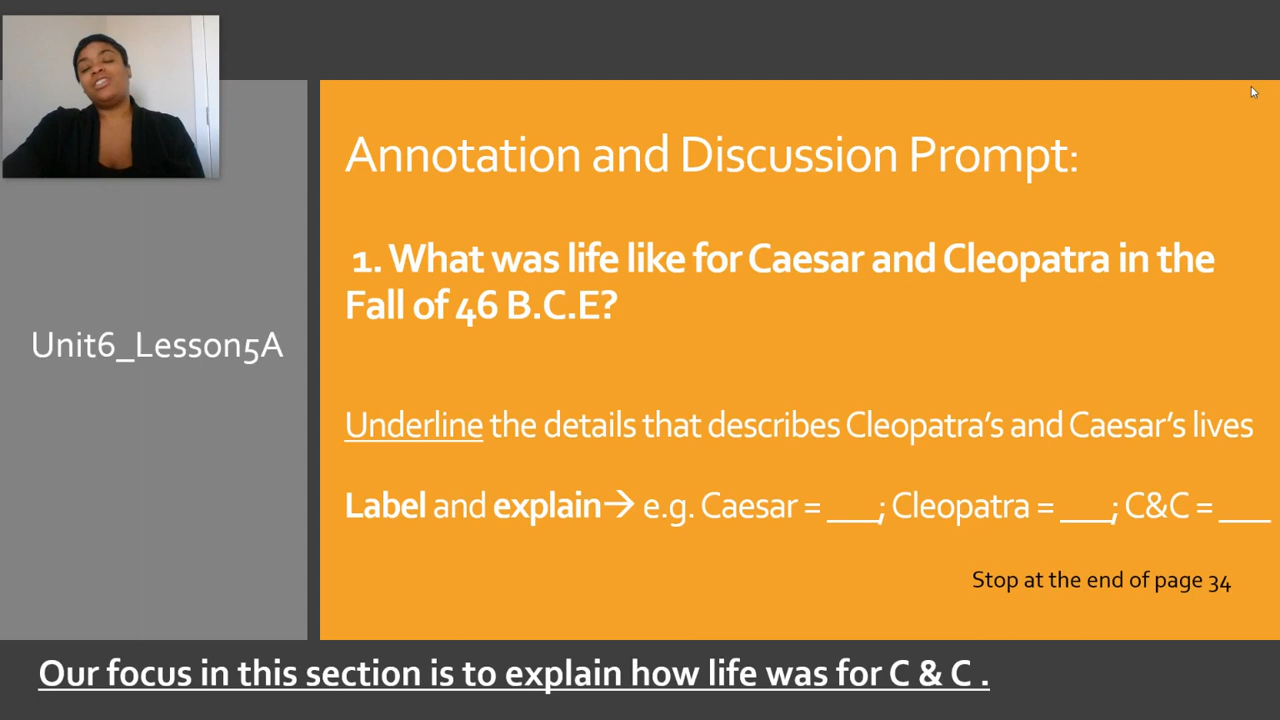 Annotation and Discussion Prompt:
1. What was life like for Caesar and Cleopatra in the
Fall of 46 B.C.E?
Unit6_Lesson5A
Underline the details that describes Cleopatra's and Caesar's lives
Label and explain→ e.g. Caesar = ___; Cleopatra = ___; C&C = ___
Stop at the end of page 34
Our focus in this section is to explain how life was for C & C .